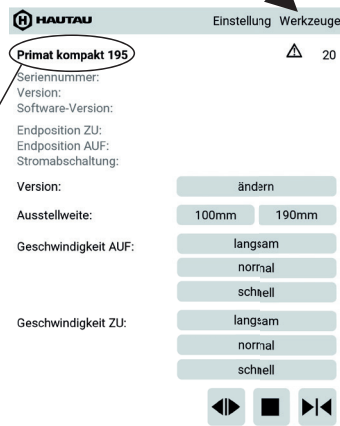 HAUTAU Einstellung Werkzeuge
Primat kompakt 195 20
Seriennummer:
Version:
Software-Version:
Endposition ZU:
Endposition AUF:
Stromabschaltung:
Version: ändern
Ausstellweite: 100mm 190mm
Geschwindigkeit AUF: langsam
normal
schnell
Geschwindigkeit ZU: langsam
normal
schnell